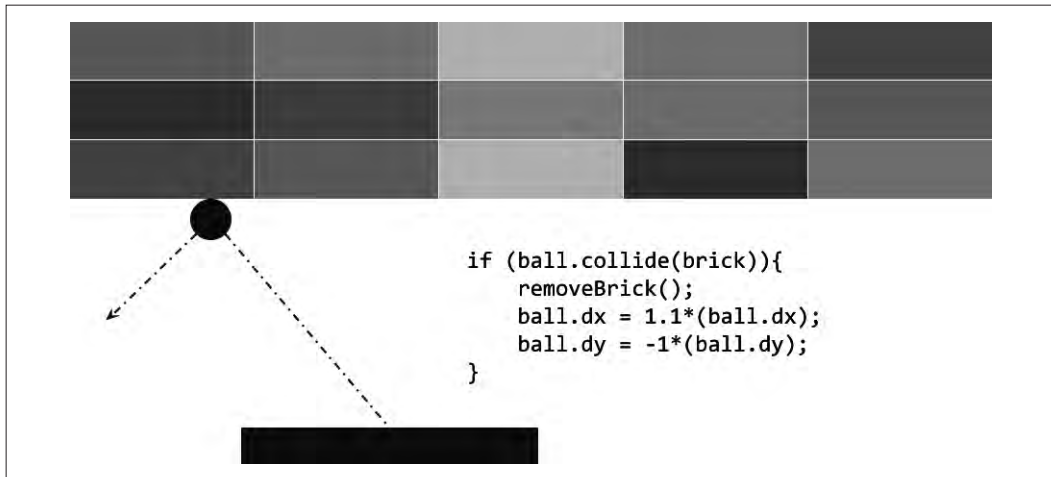 if (ball.collide(brick)){
    removeBrick();
    ball.dx = 1.1*(ball.dx);
    ball.dy = -1*(ball.dy);
}